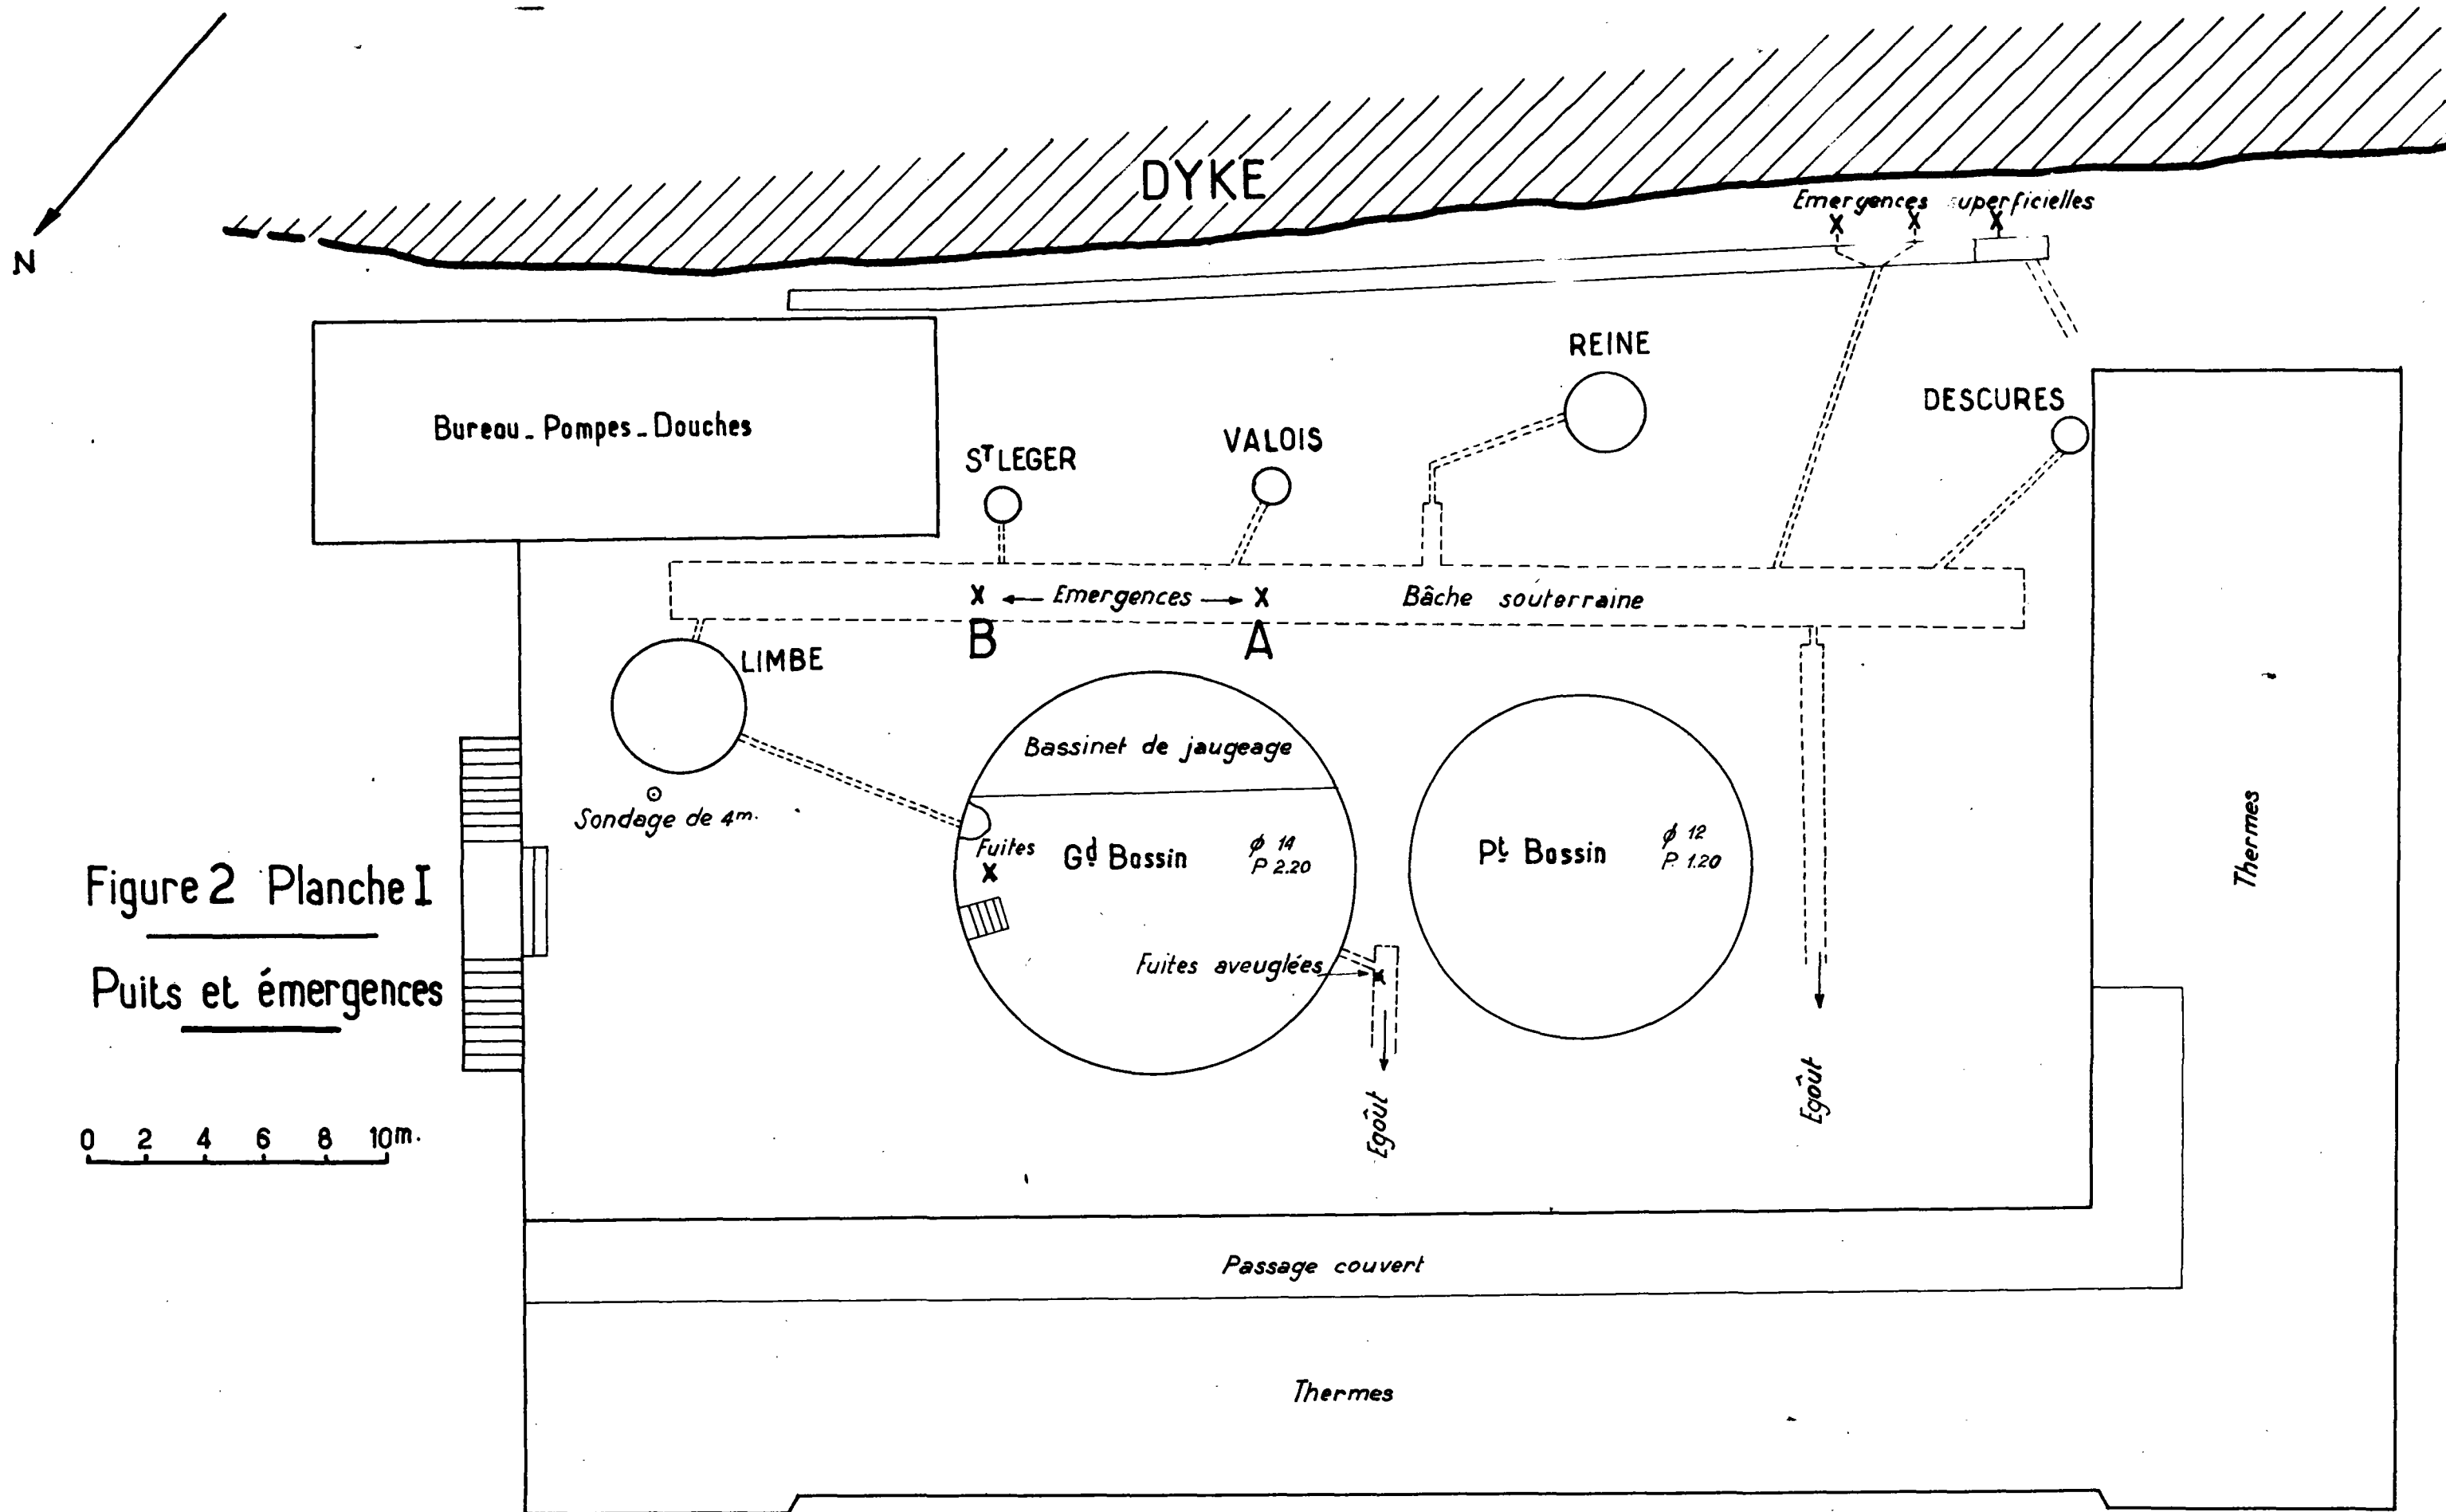 N
DYKE
Emergences superficielles
REINE
DESCURES
Bureau - Pompes - Douches
ST LEGER
VALOIS
X ← Emergences → X
Bâche souterraine
B
A
LIMBE
Bassinet de jaugeage
Sondage de 4m.
Fuites
Gd Bassin
φ 14
P 2.20
Pt Bassin
φ 12
P. 1.20
Thermes
Figure 2 Planche I
Puits et émergences
Fuites aveuglées
Egôut
Egôut
0 2 4 6 8 10m.
Passage couvert
Thermes